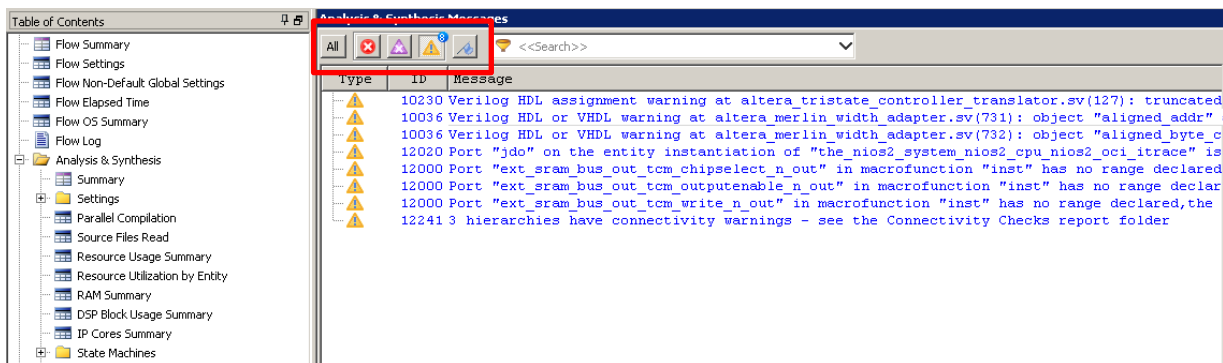 Table of Contents
Flow Summary
Flow Settings
Flow Non-Default Global Settings
Flow Elapsed Time
Flow OS Summary
Flow Log
Analysis & Synthesis
Summary
Settings
Parallel Compilation
Source Files Read
Resource Usage Summary
Resource Utilization by Entity
RAM Summary
DSP Block Usage Summary
IP Cores Summary
State Machines
Analysis & Synthesis Messages
All 8 <<Search>>
Type ID Message
10230 Verilog HDL assignment warning at altera_tristate_controller_translator.sv(127): truncated
10036 Verilog HDL or VHDL warning at altera_merlin_width_adapter.sv(731): object "aligned_addr"
10036 Verilog HDL or VHDL warning at altera_merlin_width_adapter.sv(732): object "aligned_byte_c
12020 Port "jdo" on the entity instantiation of "the_nios2_system_nios2_cpu_nios2_oci_itrace" is
12000 Port "ext_sram_bus_out_tcm_chipselect_n_out" in macrofunction "inst" has no range declared
12000 Port "ext_sram_bus_out_tcm_outputenable_n_out" in macrofunction "inst" has no range declar
12000 Port "ext_sram_bus_out_tcm_write_n_out" in macrofunction "inst" has no range declared,the
12241 3 hierarchies have connectivity warnings - see the Connectivity Checks report folder